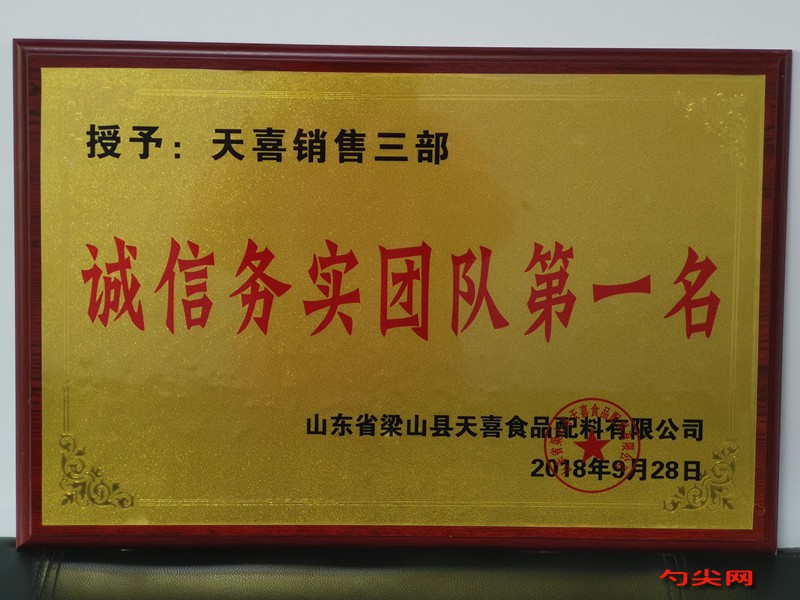 授予：天喜销售三部
诚信务实团队第一名
山东省梁山县天喜食品配料有限公司
2018年9月28日
勺尖网